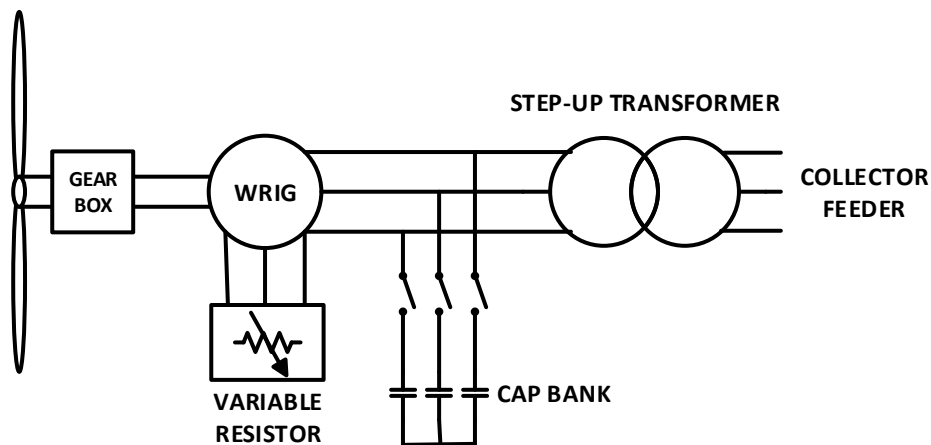 STEP-UP TRANSFORMER
GEAR
BOX
WRIG
COLLECTOR
FEEDER
CAP BANK
VARIABLE
RESISTOR